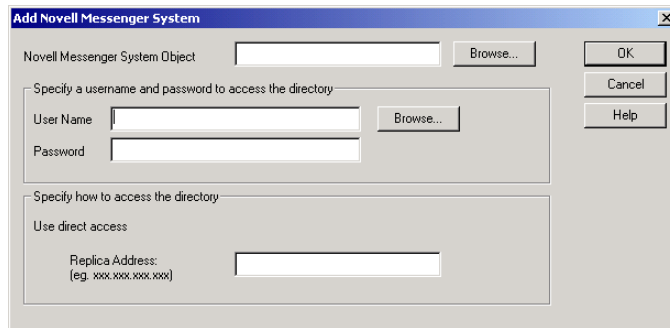 Add Novell Messenger System
Novell Messenger System Object
Browse...
OK
Cancel
Help
Specify a username and password to access the directory
User Name
Browse...
Password
Specify how to access the directory
Use direct access
Replica Address:
(eg. xxx.xxx.xxx.xxx)